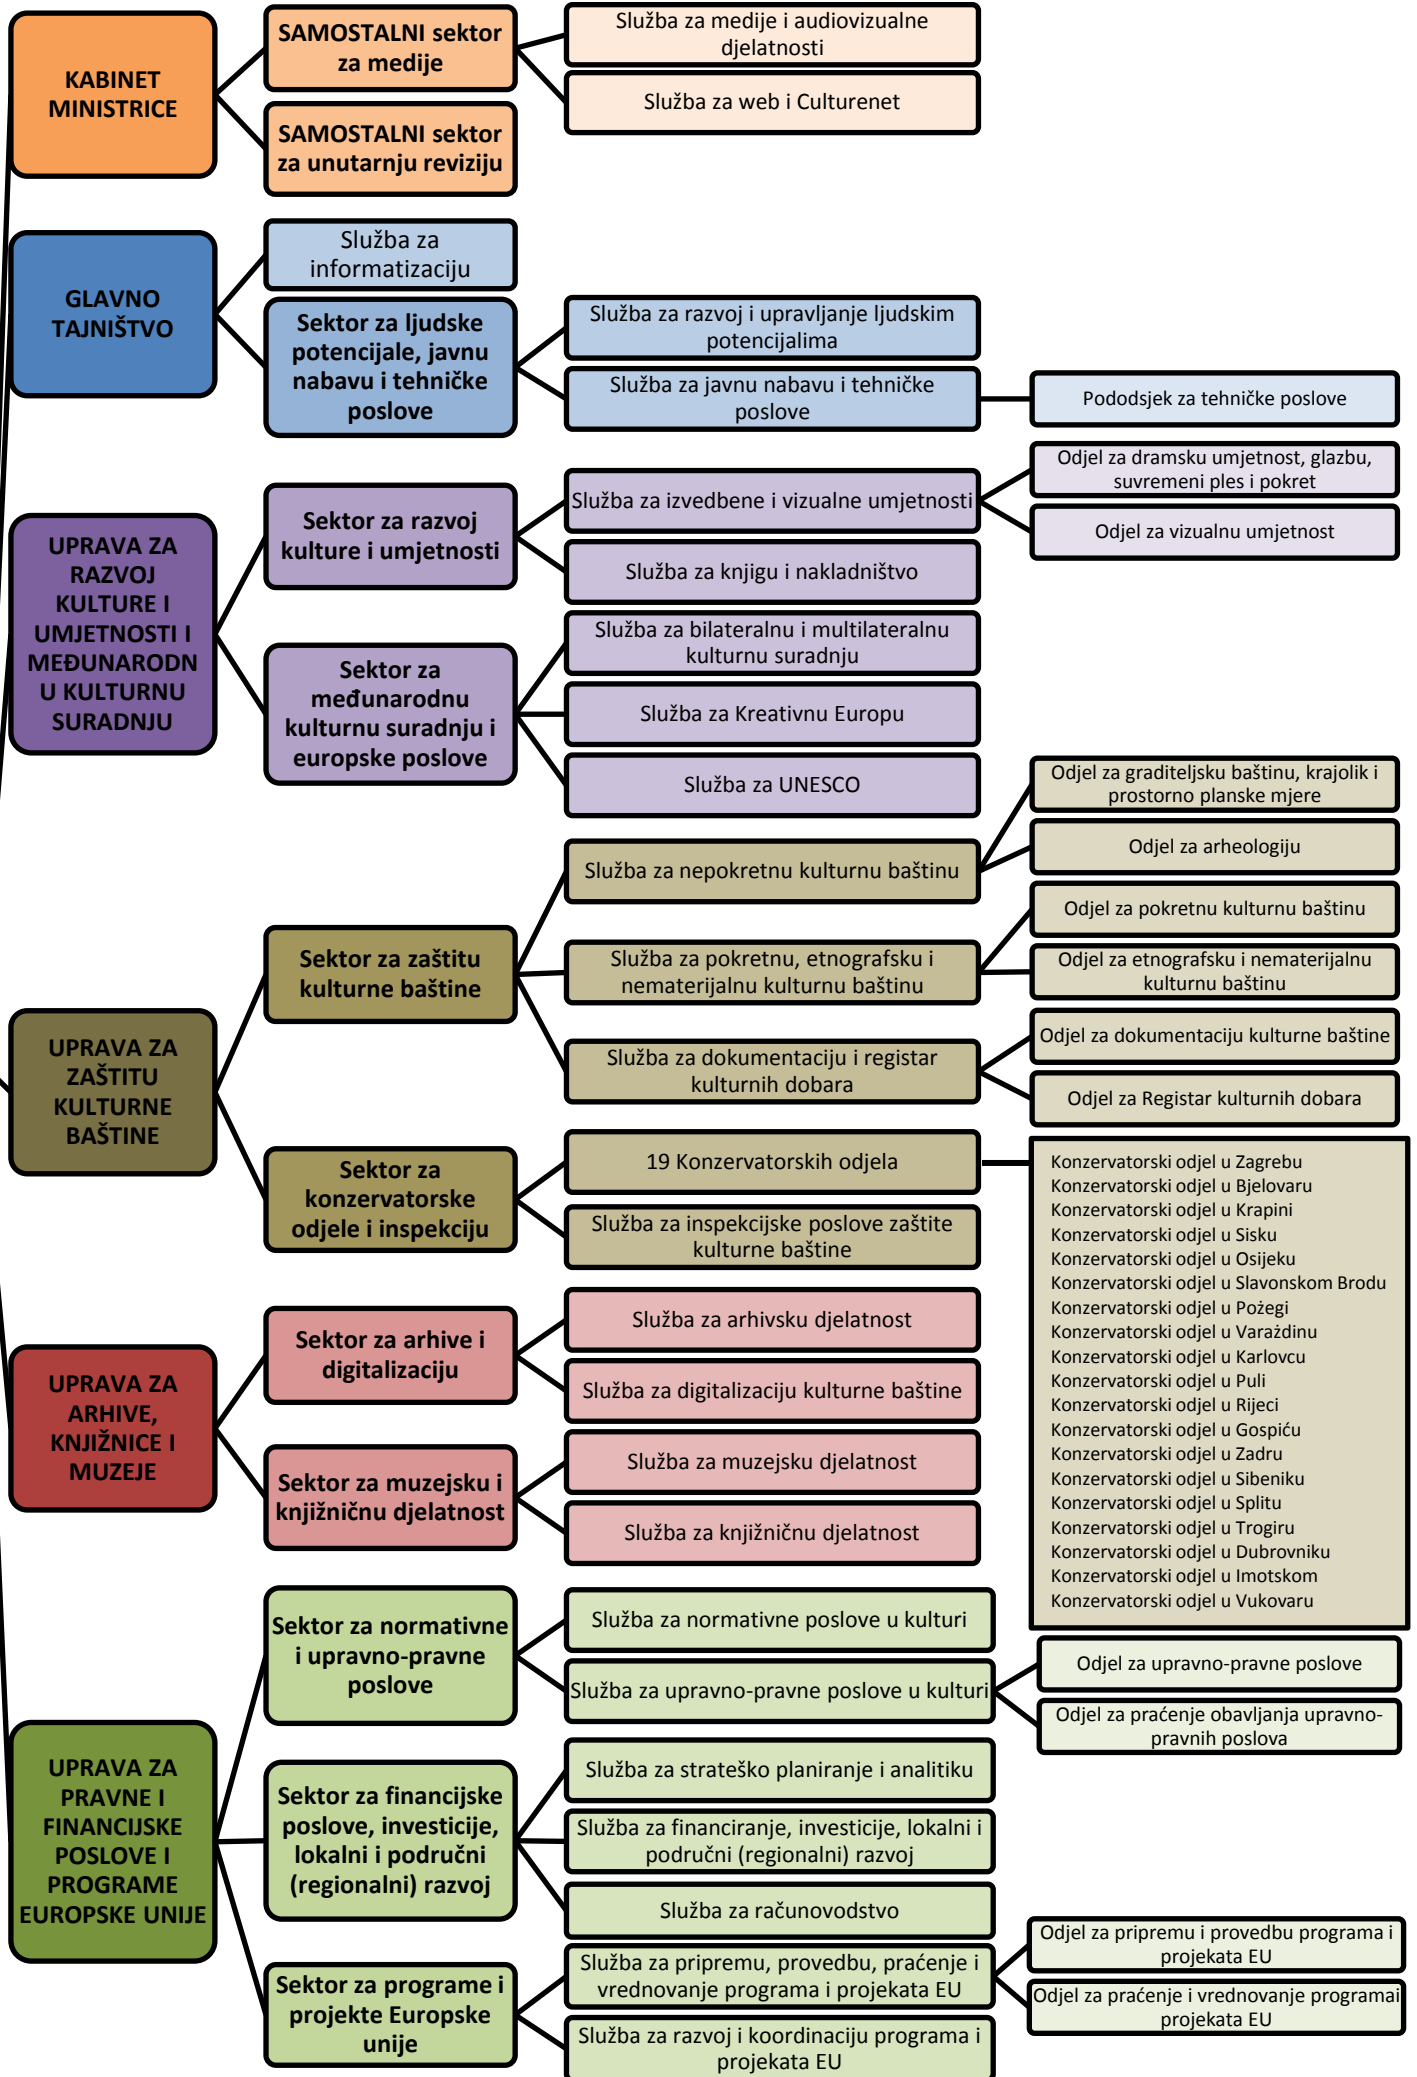 KABINET
MINISTRICE
SAMOSTALNI sektor
za medije
Služba za medije i audiovizualne
djelatnosti
Služba za web i Culturenet
SAMOSTALNI sektor
za unutarnju reviziju
GLAVNO
TAJNIŠTVO
Služba za
informatizaciju
Sektor za ljudske
potencijale, javnu
nabavu i tehničke
poslove
Služba za razvoj i upravljanje ljudskim
potencijalima
Služba za javnu nabavu i tehničke
poslove
Pododsjek za tehničke poslove
UPRAVA ZA
RAZVOJ
KULTURE I
UMJETNOSTI I
MEĐUNARODN
U KULTURNU
SURADNJU
Sektor za razvoj
kulture i umjetnosti
Služba za izvedbene i vizualne umjetnosti
Odjel za dramsku umjetnost, glazbu,
suvremeni ples i pokret
Odjel za vizualnu umjetnost
Služba za knjigu i nakladništvo
Sektor za
međunarodnu
kulturnu suradnju i
europske poslove
Služba za bilateralnu i multilateralnu
kulturnu suradnju
Služba za Kreativnu Europu
Služba za UNESCO
UPRAVA ZA
ZAŠTITU
KULTURNE
BAŠTINE
Sektor za zaštitu
kulturne baštine
Služba za nepokretnu kulturnu baštinu
Odjel za graditeljsku baštinu, krajolik i
prostorno planske mjere
Odjel za arheologiju
Služba za pokretnu, etnografsku i
nematerijalnu kulturnu baštinu
Odjel za pokretnu kulturnu baštinu
Odjel za etnografsku i nematerijalnu
kulturnu baštinu
Služba za dokumentaciju i registar
kulturnih dobara
Odjel za dokumentaciju kulturne baštine
Odjel za Registar kulturnih dobara
Sektor za
konzervatorske
odjele i inspekciju
19 Konzervatorskih odjela
Konzervatorski odjel u Zagrebu
Konzervatorski odjel u Bjelovaru
Konzervatorski odjel u Krapini
Konzervatorski odjel u Sisku
Konzervatorski odjel u Osijeku
Konzervatorski odjel u Slavonskom Brodu
Konzervatorski odjel u Požegi
Konzervatorski odjel u Varaždinu
Konzervatorski odjel u Karlovcu
Konzervatorski odjel u Puli
Konzervatorski odjel u Rijeci
Konzervatorski odjel u Gospiću
Konzervatorski odjel u Zadru
Konzervatorski odjel u Sibeniku
Konzervatorski odjel u Splitu
Konzervatorski odjel u Trogiru
Konzervatorski odjel u Dubrovniku
Konzervatorski odjel u Imotskom
Konzervatorski odjel u Vukovaru
Služba za inspekcijske poslove zaštite
kulturne baštine
UPRAVA ZA
ARHIVE,
KNJIŽNICE I
MUZEJE
Sektor za arhive i
digitalizaciju
Služba za arhivsku djelatnost
Služba za digitalizaciju kulturne baštine
Sektor za muzejsku i
knjižničnu djelatnost
Služba za muzejsku djelatnost
Služba za knjižničnu djelatnost
UPRAVA ZA
PRAVNE I
FINANCIJSKE
POSLOVE I
PROGRAME
EUROPSKE UNIJE
Sektor za normativne
i upravno-pravne
poslove
Služba za normativne poslove u kulturi
Služba za upravno-pravne poslove u kulturi
Odjel za upravno-pravne poslove
Odjel za praćenje obavljanja upravno-
pravnih poslova
Sektor za financijske
poslove, investicije,
lokalni i područni
(regionalni) razvoj
Služba za strateško planiranje i analitiku
Služba za financiranje, investicije, lokalni i
područni (regionalni) razvoj
Služba za računovodstvo
Sektor za programe i
projekte Europske
unije
Služba za pripremu, provedbu, praćenje i
vrednovanje programa i projekata EU
Odjel za pripremu i provedbu programa i
projekata EU
Odjel za praćenje i vrednovanje programai
projekata EU
Služba za razvoj i koordinaciju programa i
projekata EU